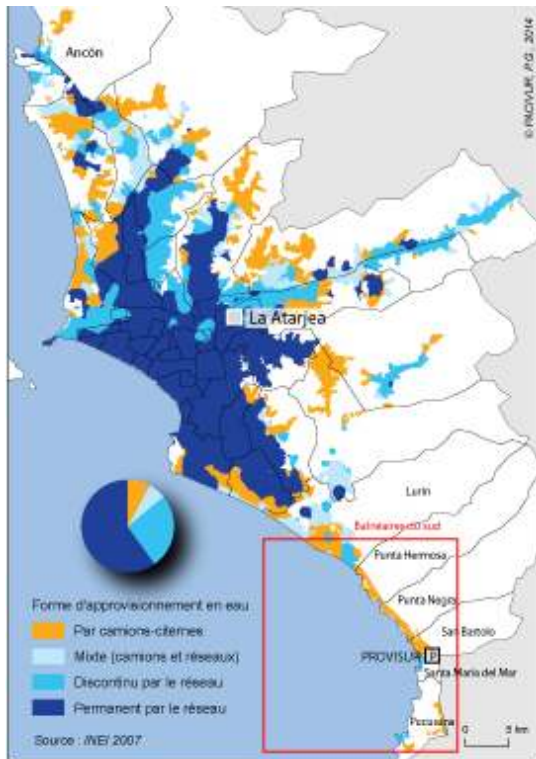 Ancón
© PACIVUR, P.G., 2014
La Atarjea
Lurín
Balnéaires du sud
Punta Hermosa
Punta Negra
San Bartolo
PROVISUR P
Santa María del Mar
Pucusana
Forme d'approvisionnement en eau
Par camions-citernes
Mixte (camions et réseaux)
Discontinu par le réseau
Permanent par le réseau
Source : INEI 2007
0 5 km